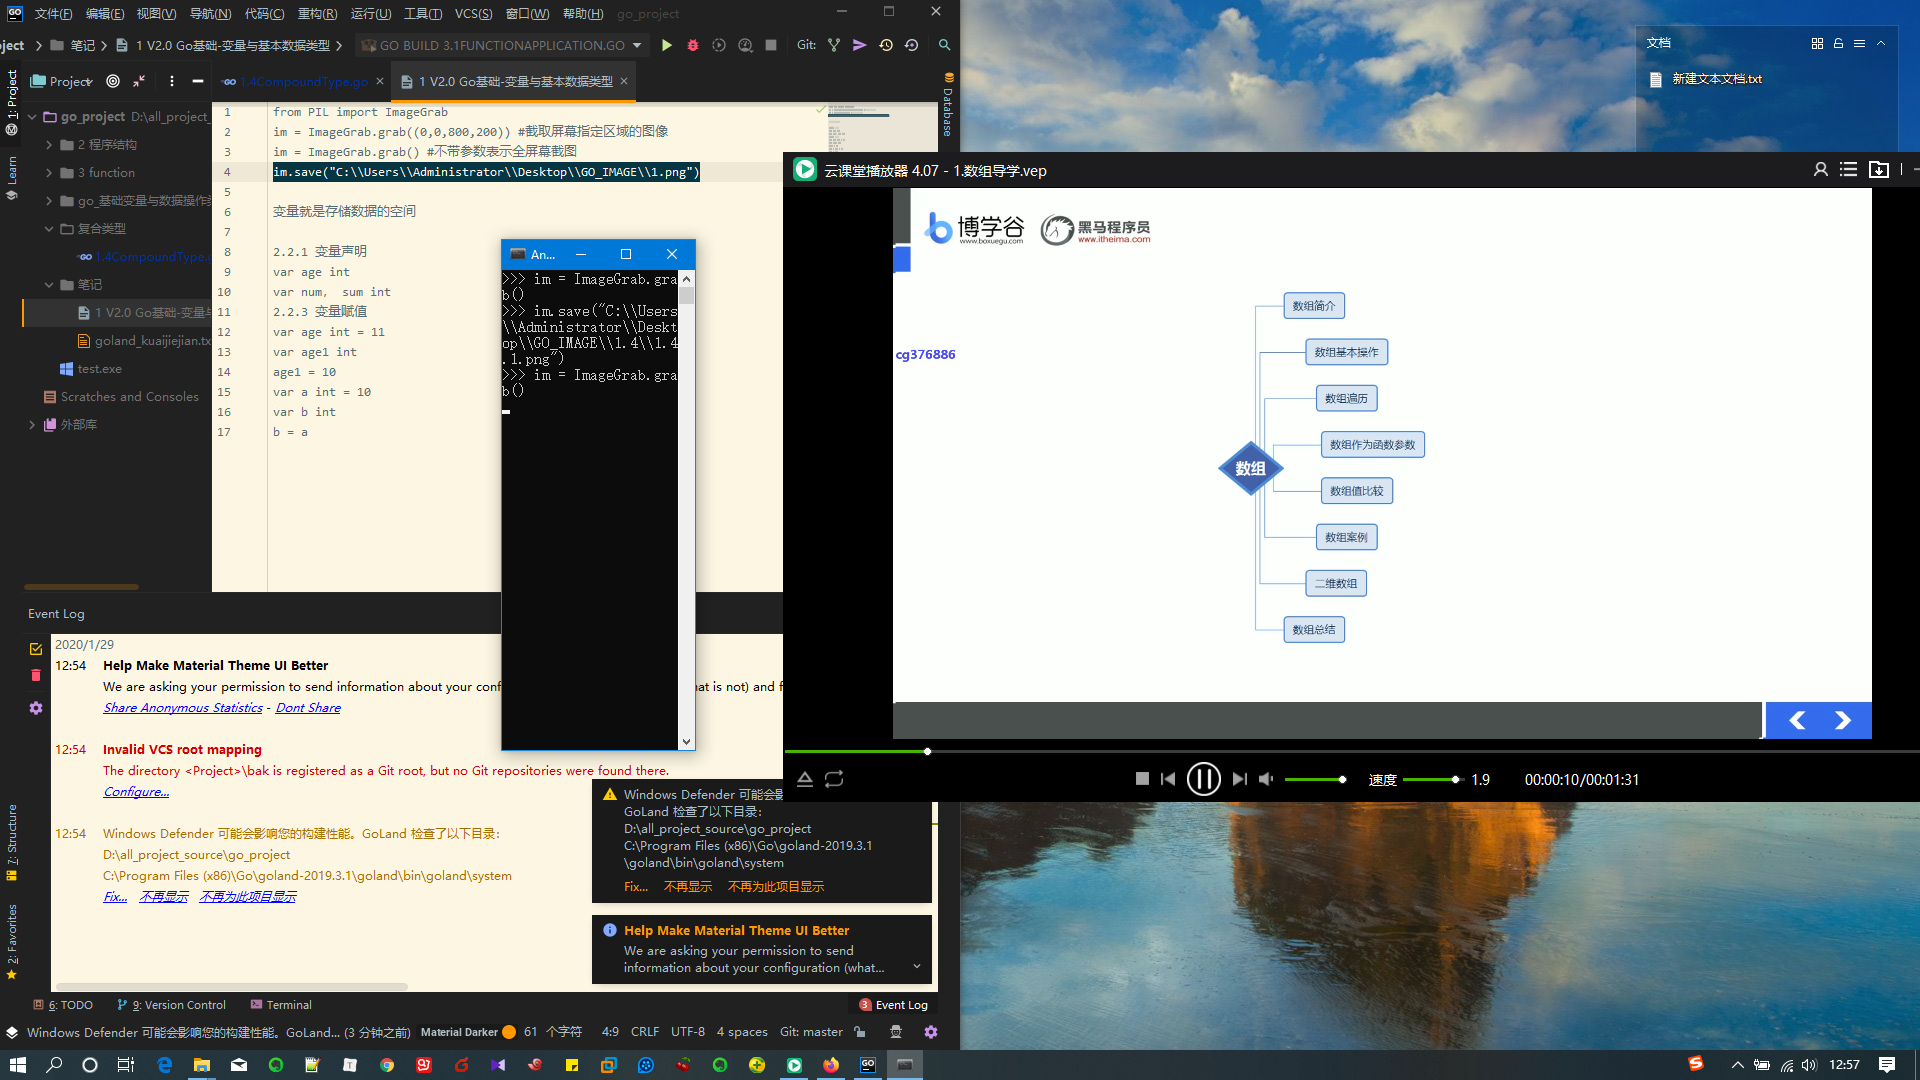 文件(F) 编辑(E) 视图(V) 导航(N) 代码(C) 重构(R) 运行(U) 工具(T) VCS(S) 窗口(W) 帮助(H) go_project
ject 笔记 1 V2.0 Go基础-变量与基本数据类型 GO BUILD 3.1FUNCTIONAPPLICATION.GO Git:
Project 1.4CompoundType.go 1 V2.0 Go基础-变量与基本数据类型
1: Project
Learn
7: Structure
2: Favorites
Database
go_project D:\all_project_
2 程序结构
3 function
go_基础变量与数据操作
复合类型
1.4CompoundType.g
笔记
1 V2.0 Go基础-变量与
goland_kuaijiejian.tx
test.exe
Scratches and Consoles
外部库
1 from PIL import ImageGrab
2 im = ImageGrab.grab((0,0,800,200)) #截取屏幕指定区域的图像
3 im = ImageGrab.grab() #不带参数表示全屏幕截图
4 im.save("C:\\Users\\Administrator\\Desktop\\GO_IMAGE\\1.png")
5
6 变量就是存储数据的空间
7
8 2.2.1 变量声明
9 var age int
10 var num, sum int
11 2.2.3 变量赋值
12 var age int = 11
13 var age1 int
14 age1 = 10
15 var a int = 10
16 var b int
17 b = a
An...
>>> im = ImageGrab.gra
b()
>>> im.save("C:\\Users
\\Administrator\\Deskt
op\\GO_IMAGE\\1.4\\1.4
.1.png")
>>> im = ImageGrab.gra
b()
文档
新建文本文档.txt
云课堂播放器 4.07 - 1.数组导学.vep
博学谷
www.boxuegu.com
黑马程序员
www.itheima.com
cg376886
数组
数组简介
数组基本操作
数组遍历
数组作为函数参数
数组值比较
数组案例
二维数组
数组总结
速度 1.9 00:00:10/00:01:31
Event Log
2020/1/29
12:54 Help Make Material Theme UI Better
We are asking your permission to send information about your conf hat is not) and f
Share Anonymous Statistics - Dont Share
12:54 Invalid VCS root mapping
The directory <Project>\bak is registered as a Git root, but no Git repositories were found there.
Configure...
12:54 Windows Defender 可能会影响您的构建性能。GoLand 检查了以下目录:
D:\all_project_source\go_project
C:\Program Files (x86)\Go\goland-2019.3.1\goland\bin\goland\system
Fix... 不再显示 不再为此项目显示
Windows Defender 可能会影
GoLand 检查了以下目录:
D:\all_project_source\go_project
C:\Program Files (x86)\Go\goland-2019.3.1
\goland\bin\goland\system
Fix... 不再显示 不再为此项目显示
Help Make Material Theme UI Better
We are asking your permission to send
information about your configuration (what...
6: TODO 9: Version Control Terminal 3 Event Log
Windows Defender 可能会影响您的构建性能。GoLand... (3 分钟之前) Material Darker 61 个字符 4:9 CRLF UTF-8 4 spaces Git: master
12:57